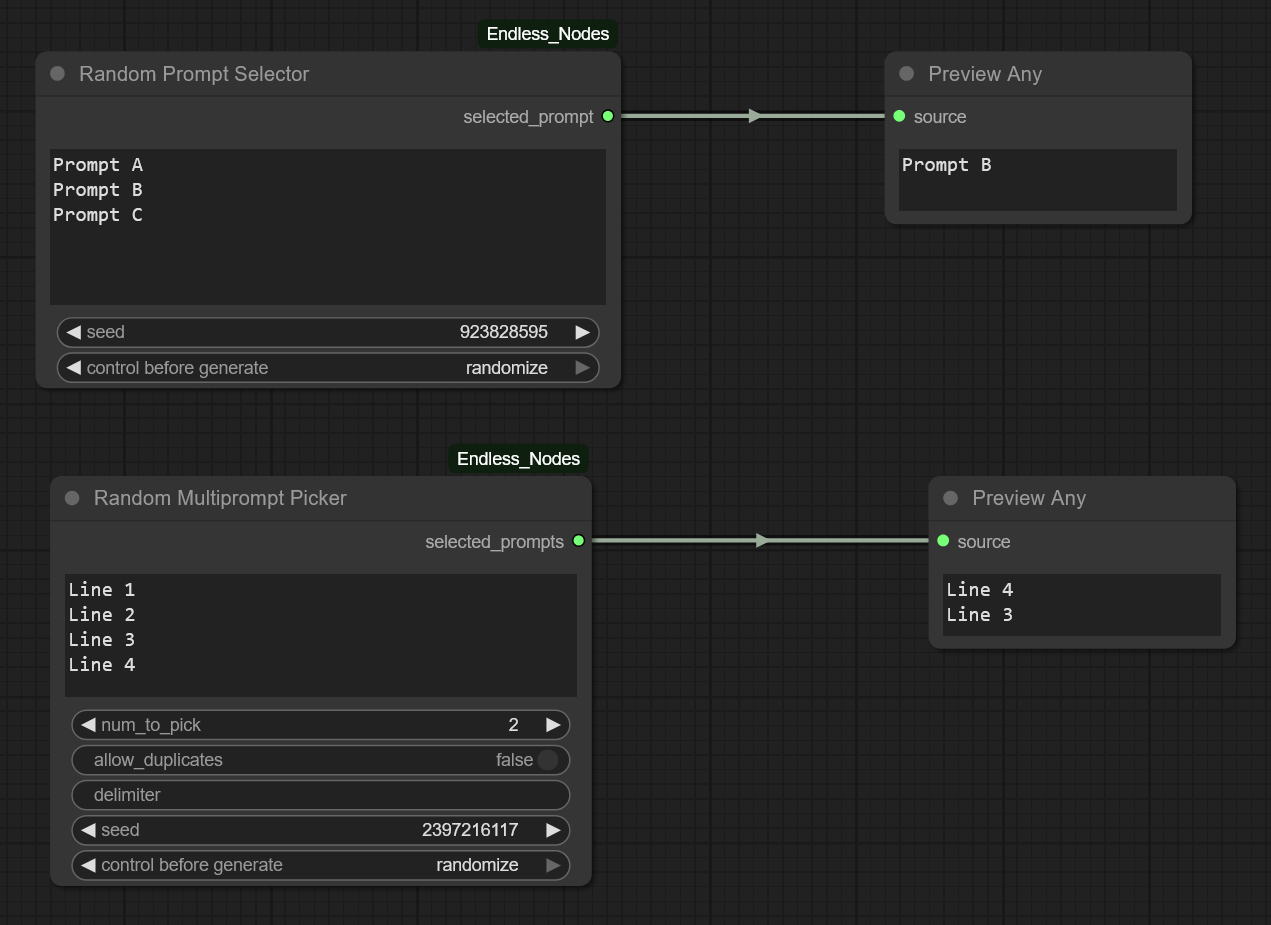 Endless_Nodes
Random Prompt Selector
selected_prompt
Prompt A
Prompt B
Prompt C
seed 923828595
control before generate randomize
Preview Any
source
Prompt B
Endless_Nodes
Random Multiprompt Picker
selected_prompts
Line 1
Line 2
Line 3
Line 4
num_to_pick 2
allow_duplicates false
delimiter
seed 2397216117
control before generate randomize
Preview Any
source
Line 4
Line 3